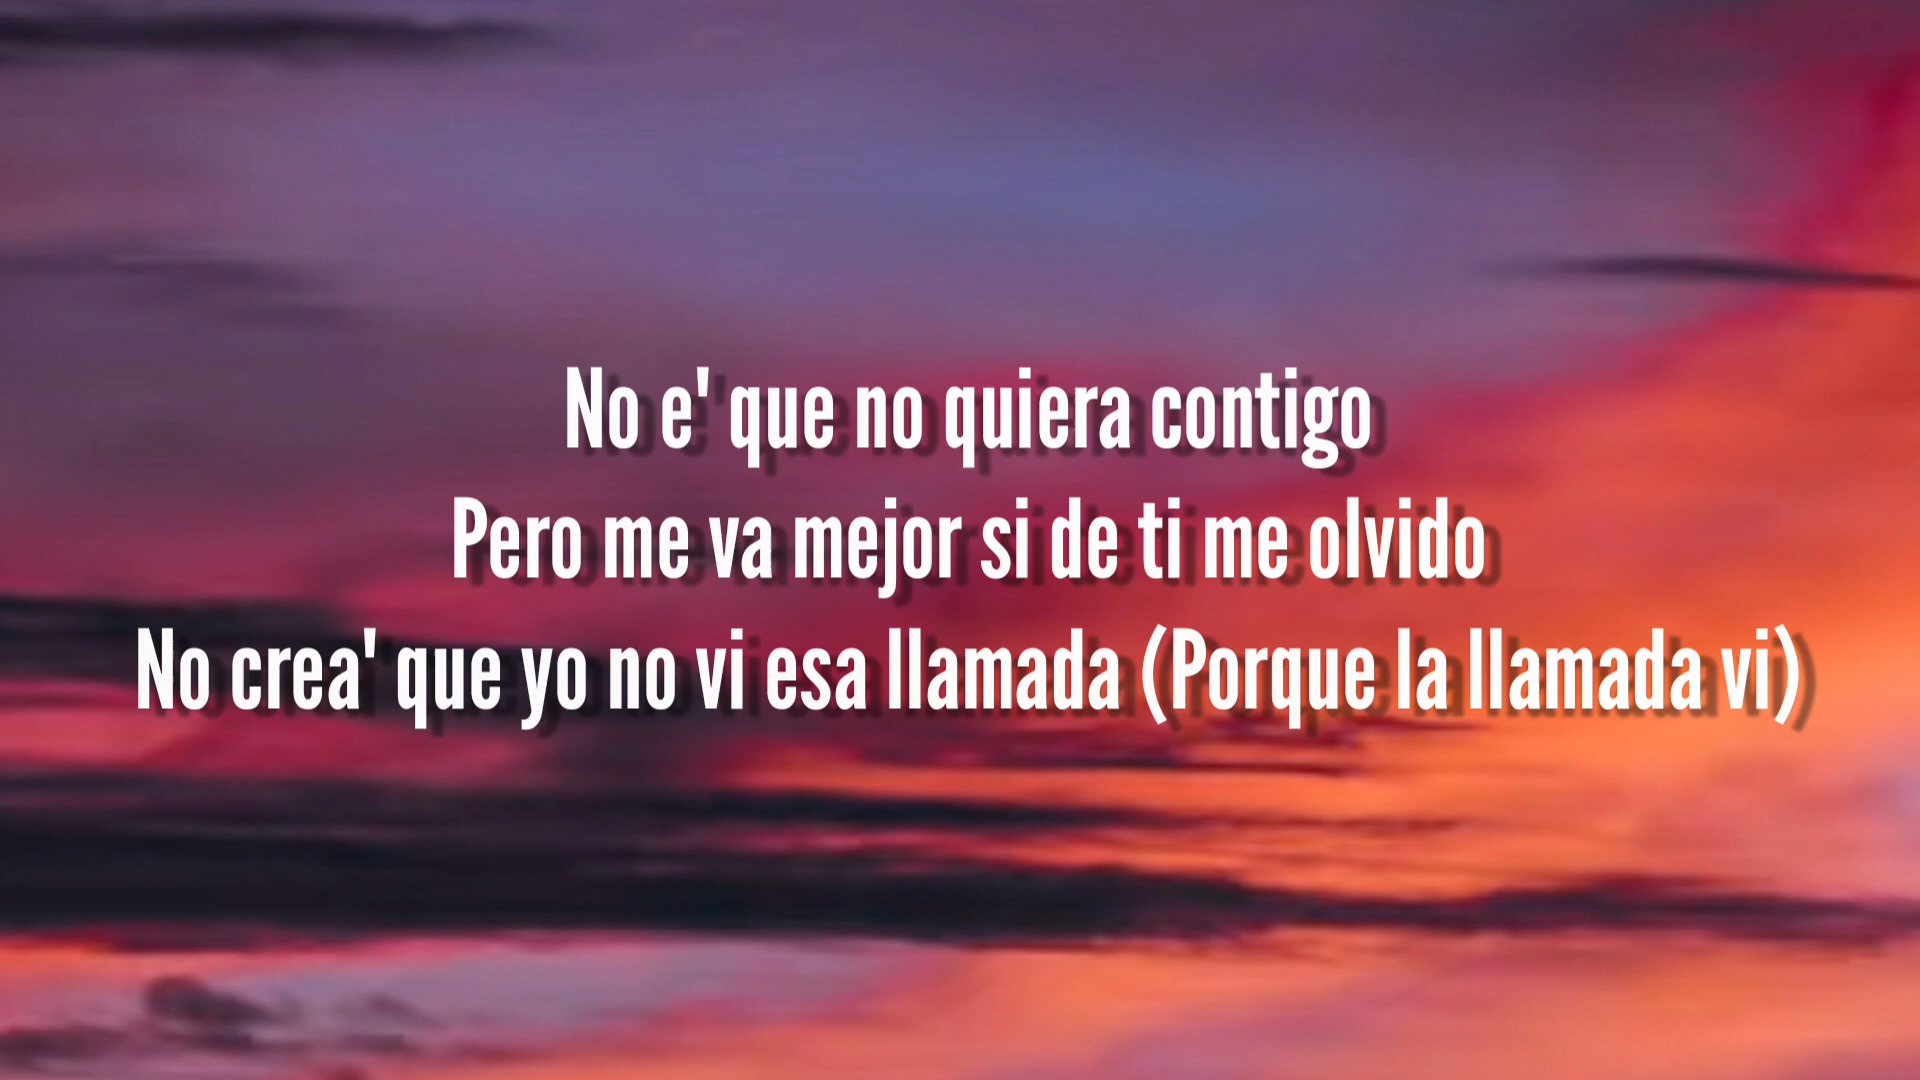 No e' que no quiera contigo
Pero me va mejor si de ti me olvido
No crea' que yo no vi esa llamada (Porque la llamada vi)